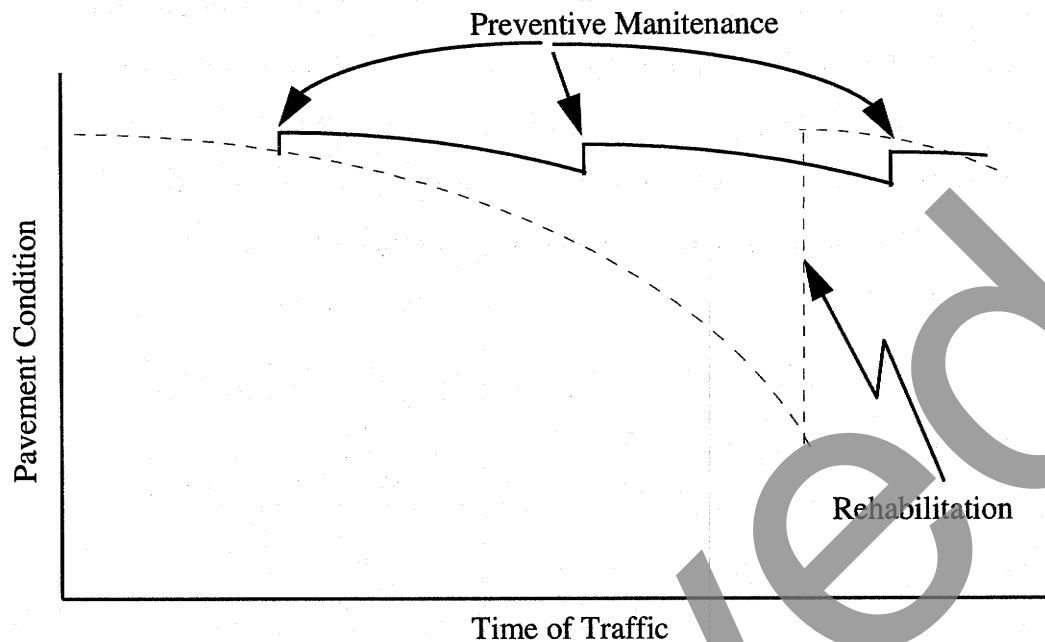 Preventive Manitenance
Pavement Condition
Rehabilitation
Time of Traffic